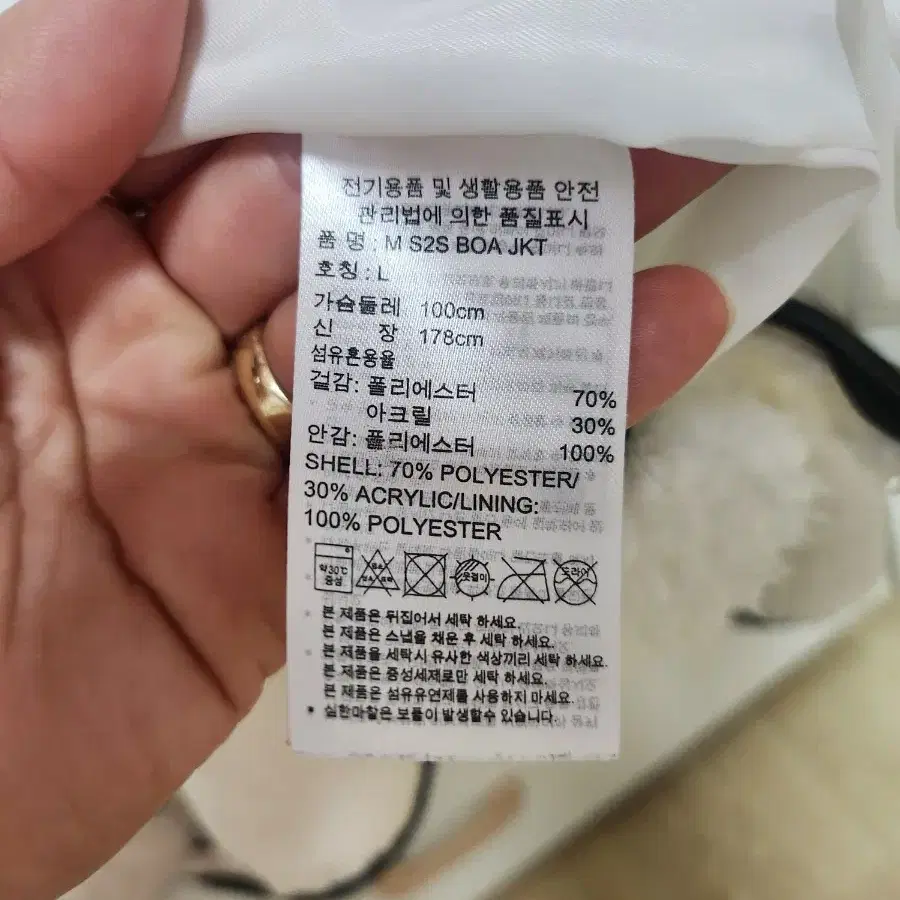 전기용품 및 생활용품 안전
관리법에 의한 품질표시
품 명 : M S2S BOA JKT
호칭 : L
가슴둘레 100cm
신 장 178cm
섬유혼용율
겉감: 폴리에스터 70%
아크릴 30%
안감: 폴리에스터 100%
SHELL: 70% POLYESTER/
30% ACRYLIC/LINING:
100% POLYESTER
약30℃ 중성 옷걸이 드라이
본 제품은 뒤집어서 세탁 하세요.
본 제품은 스냅을 채운 후 세탁 하세요.
본 제품을 세탁시 유사한 색상끼리 세탁 하세요.
본 제품은 중성세제로만 세탁 하세요.
본 제품은 섬유유연제를 사용하지 마세요.
* 심한마찰은 보풀이 발생할수 있습니다.